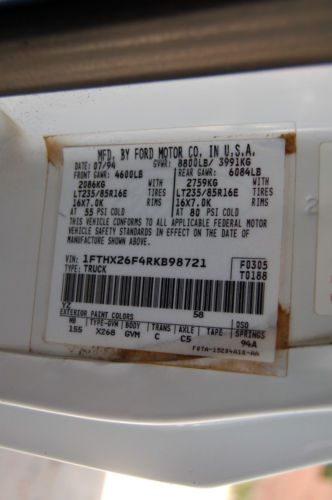 MFD. BY FORD MOTOR CO. IN U.S.A.
DATE: 07/94 GVWR: 8800LB/ 3991KG
FRONT GAWR: 4600LB REAR GAWR: 6084LB
2086KG WITH 2759KG WITH
LT235/85R16E TIRES LT235/85R16E TIRES
16X7.0K RIMS 16X7.0K RIMS
AT 55 PSI COLD AT 80 PSI COLD
THIS VEHICLE CONFORMS TO ALL APPLICABLE FEDERAL MOTOR
VEHICLE SAFETY STANDARDS IN EFFECT ON THE DATE OF
MANUFACTURE SHOWN ABOVE.
VIN: 1FTHX26F4RKB98721 F0305
TYPE: TRUCK T0188
YZ 58
EXTERIOR PAINT COLORS DSO
WB TYPE-GVM BODY TRANS AXLE TAPE SPRINGS
155 X268 GVM C C5 94A